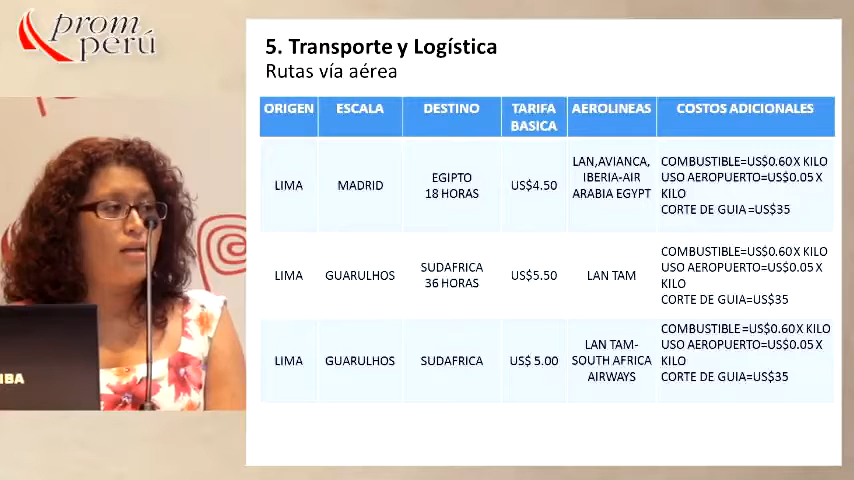 prom
perú
5. Transporte y Logística
Rutas vía aérea
ORIGEN ESCALA DESTINO TARIFA BASICA AEROLINEAS COSTOS ADICIONALES
LIMA MADRID EGIPTO 18 HORAS US$4.50 LAN,AVIANCA, IBERIA-AIR ARABIA EGYPT COMBUSTIBLE=US$0.60 X KILO
USO AEROPUERTO=US$0.05 X
KILO
CORTE DE GUIA =US$35
LIMA GUARULHOS SUDAFRICA 36 HORAS US$5.50 LAN TAM COMBUSTIBLE=US$0.60X KILO
USO AEROPUERTO=US$0.05 X
KILO
CORTE DE GUIA=US$35
LIMA GUARULHOS SUDAFRICA US$ 5.00 LAN TAM- SOUTH AFRICA AIRWAYS COMBUSTIBLE =US$0.60X KILO
USO AEROPUERTO=US$0.05 X
KILO
CORTE DE GUIA=US$35